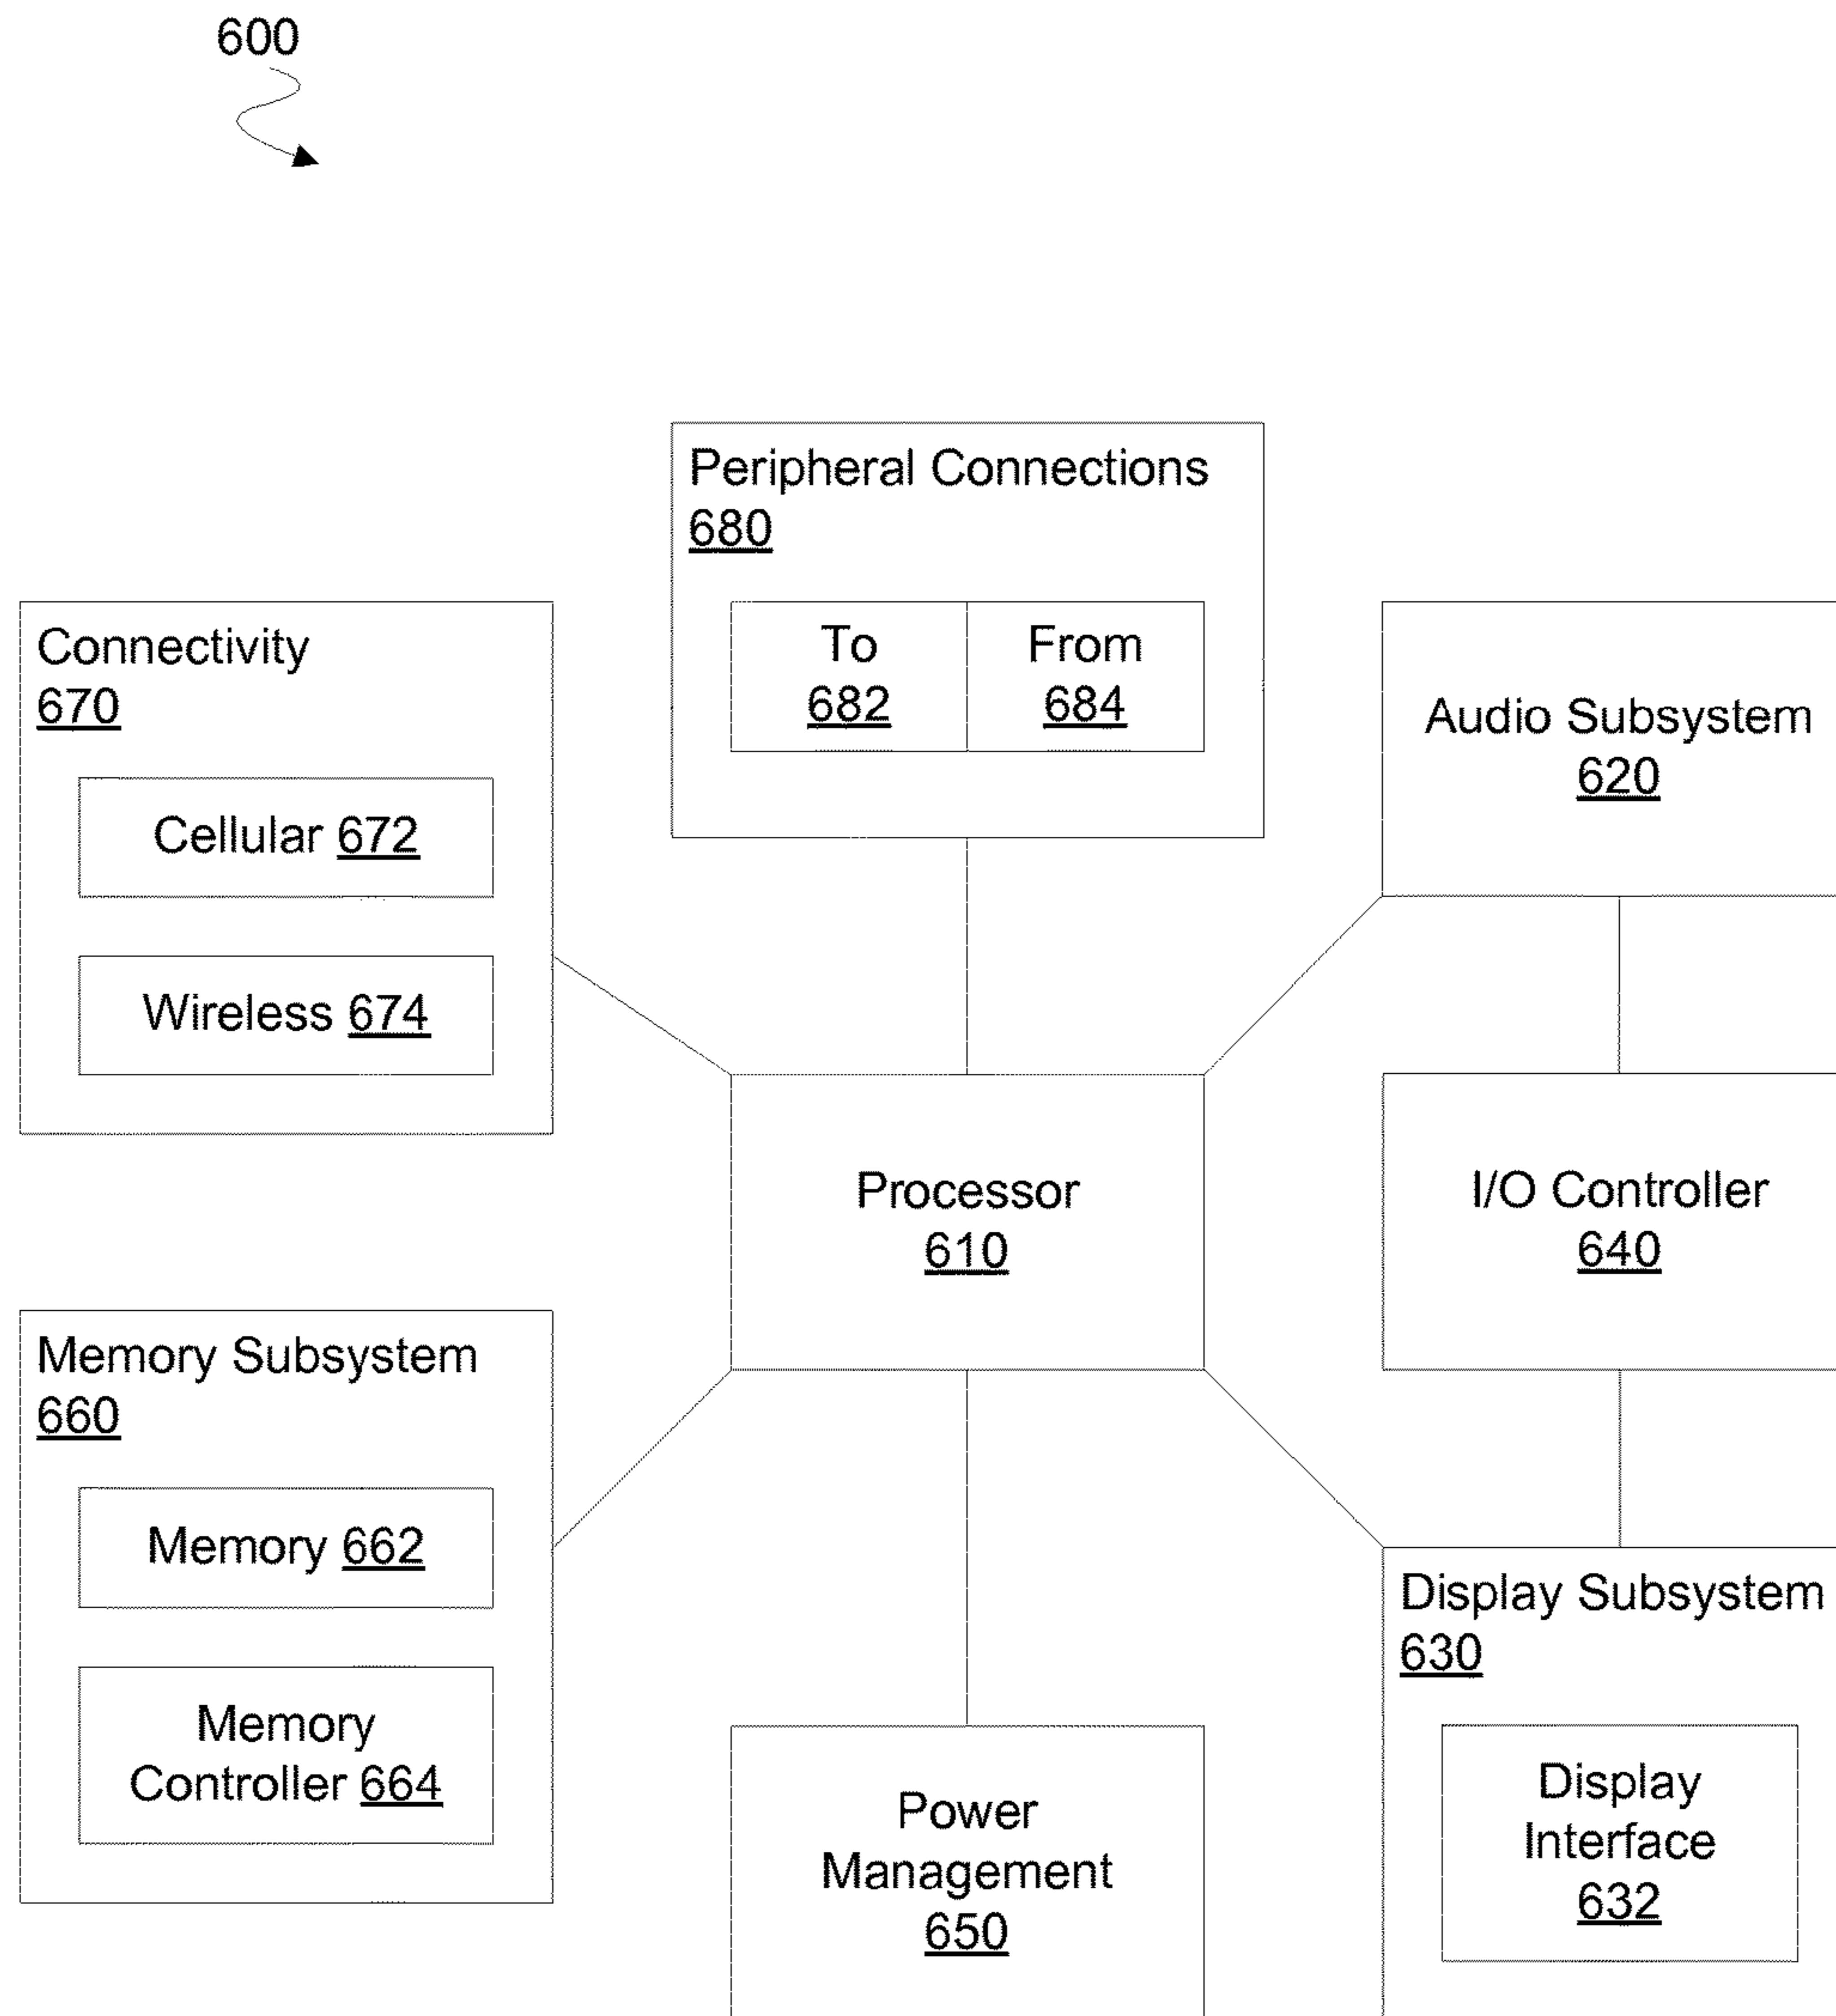 600
Peripheral Connections
680
To
682
From
684
Connectivity
670
Cellular 672
Wireless 674
Audio Subsystem
620
Processor
610
I/O Controller
640
Memory Subsystem
660
Memory 662
Memory
Controller 664
Power
Management
650
Display Subsystem
630
Display
Interface
632